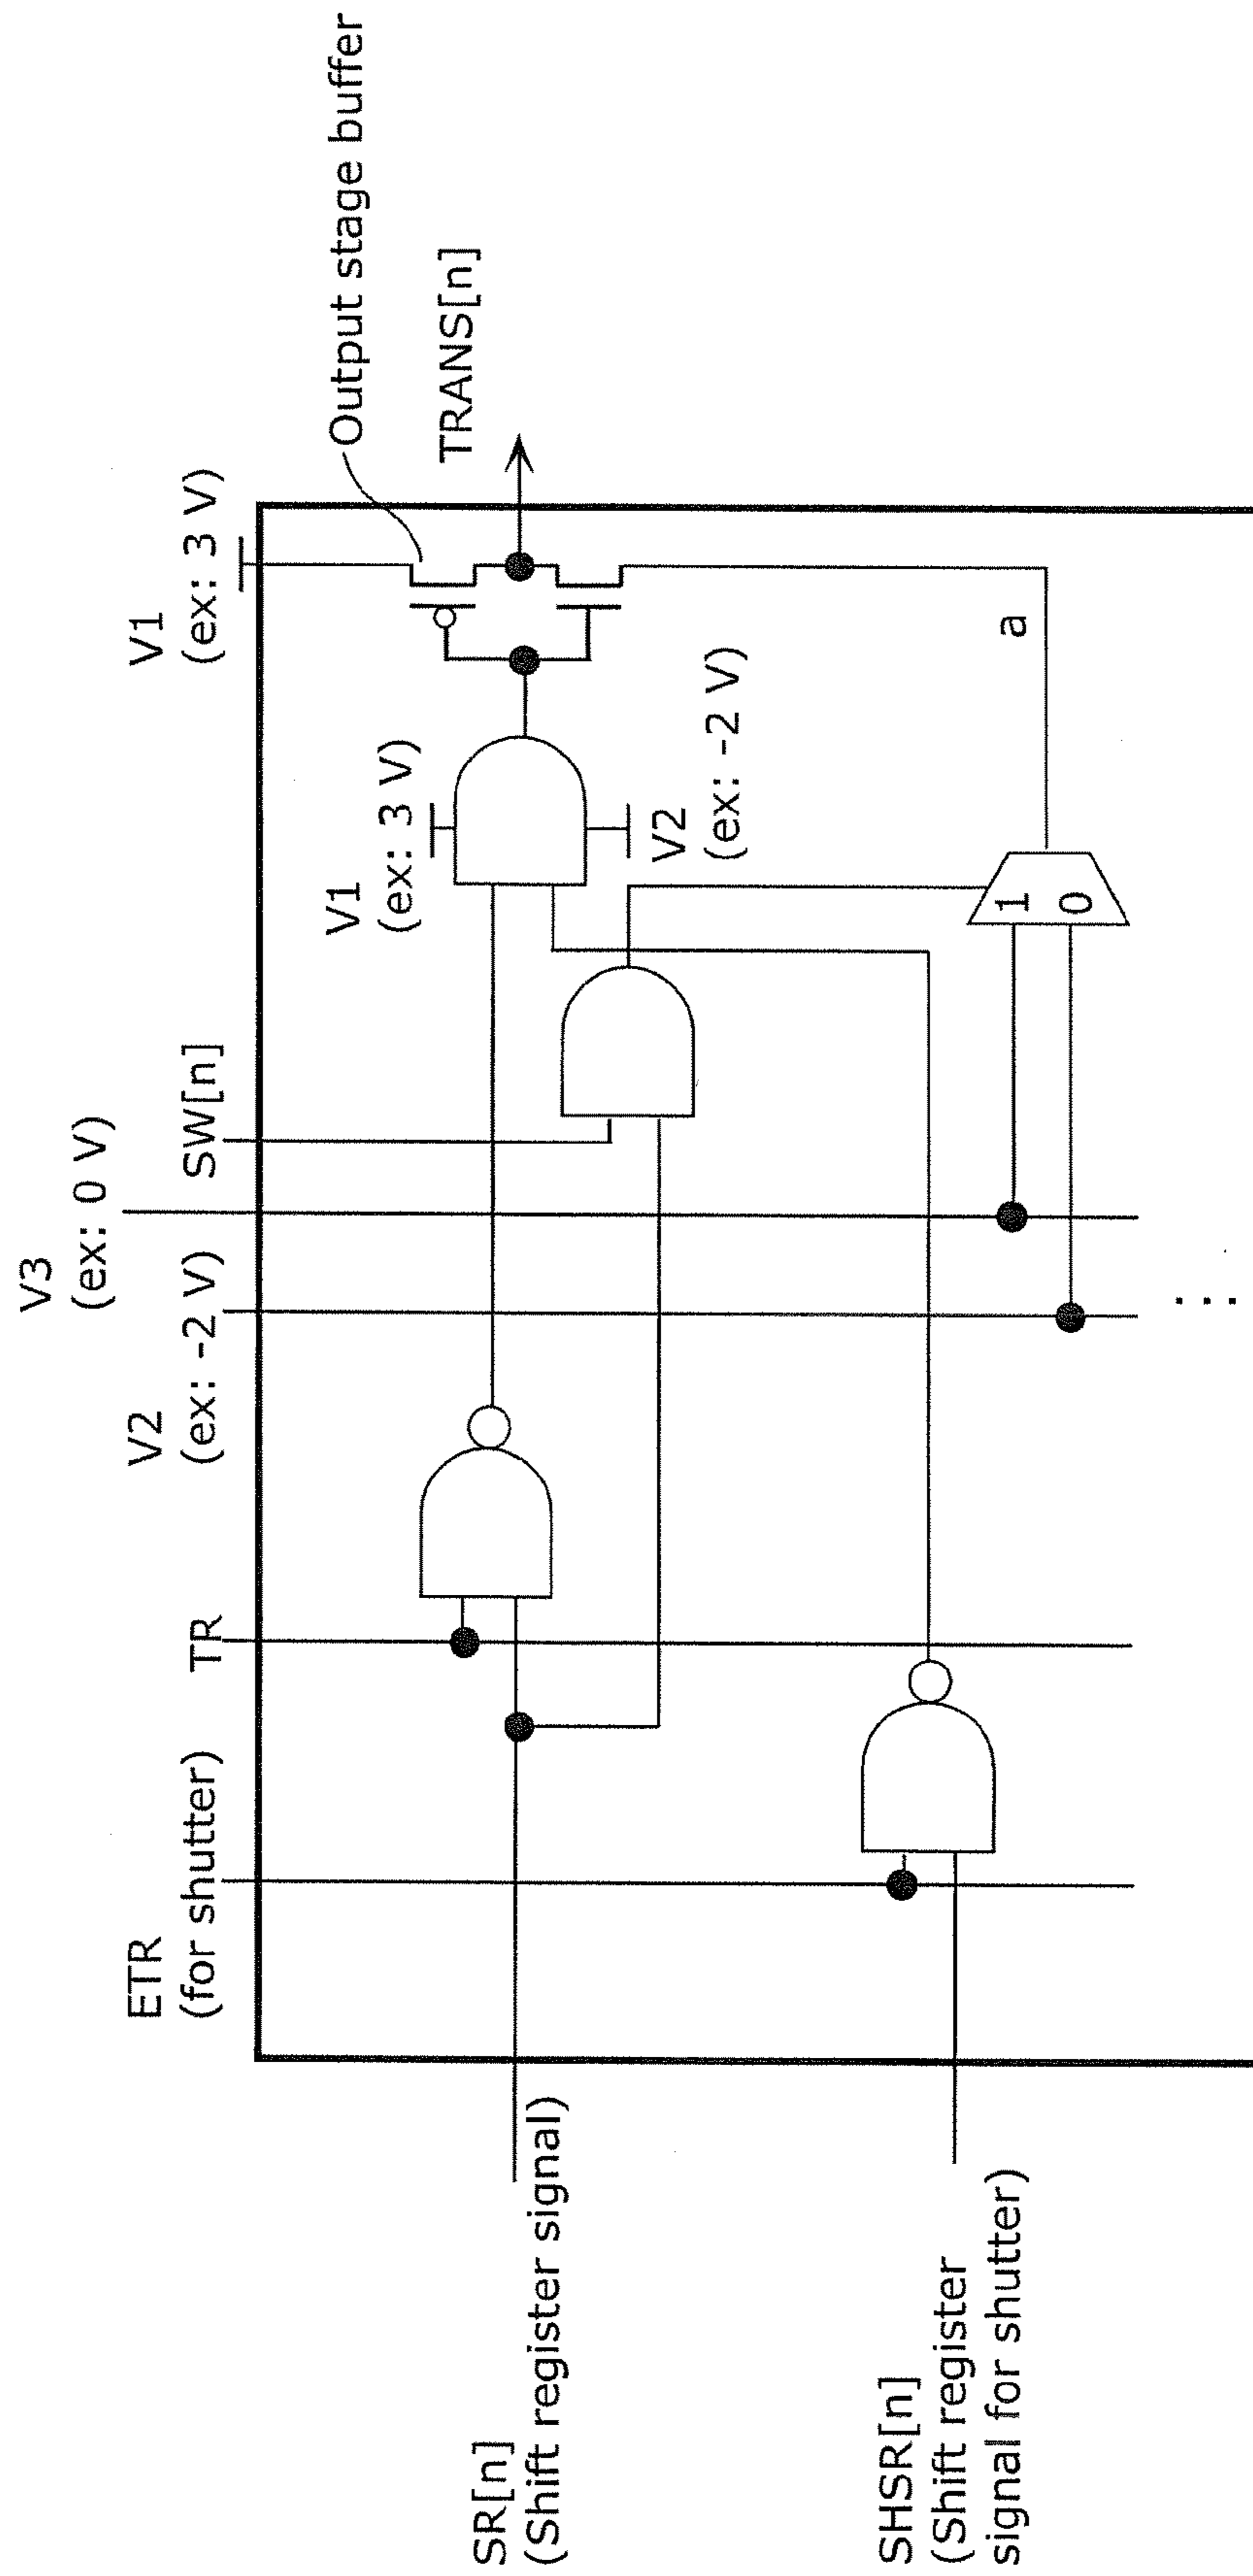 V3
(ex: 0 V)
ETR
(for shutter)
TR
V2
(ex: -2 V)
SW[n]
V1
(ex: 3 V)
Output stage buffer
V1
(ex: 3 V)
TRANS[n]
SR[n]
(Shift register signal)
V2
(ex: -2 V)
SHSR[n]
(Shift register
signal for shutter)
1
0
a
...